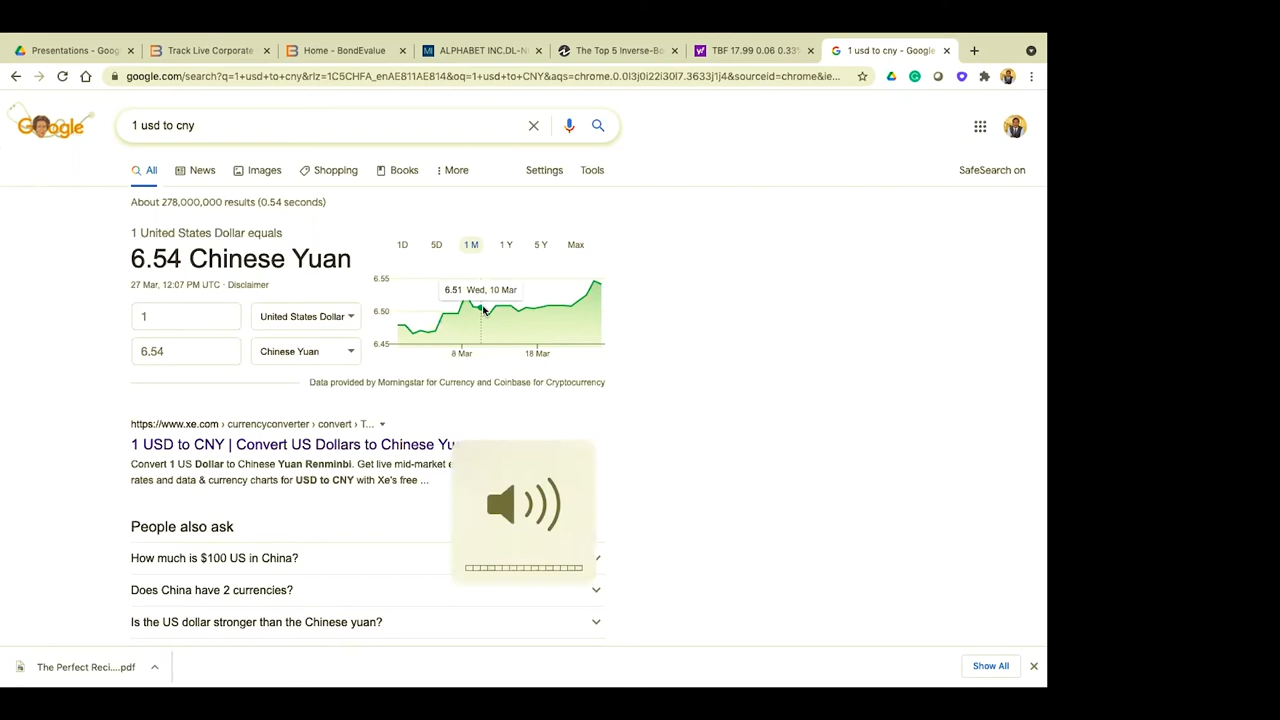 Presentations - Goog
Track Live Corporate
Home - BondEvalue
ALPHABET INC.DL-N
The Top 5 Inverse-Bo
TBF 17.99 0.06 0.33%
1 usd to cny - Google
google.com/search?q=1+usd+to+cny&rlz=1C5CHFA_enAE811AE814&oq=1+usd+to+CNY&aqs=chrome.0.0l3j0i22i30l7.3633j1j4&sourceid=chrome&ie...
Google
1 usd to cny
All
News
Images
Shopping
Books
More
Settings
Tools
SafeSearch on
About 278,000,000 results (0.54 seconds)
1 United States Dollar equals
6.54 Chinese Yuan
27 Mar, 12:07 PM UTC · Disclaimer
1
United States Dollar
6.54
Chinese Yuan
1D
5D
1M
1Y
5Y
Max
6.55
6.51 Wed, 10 Mar
6.50
6.45
8 Mar
18 Mar
Data provided by Morningstar for Currency and Coinbase for Cryptocurrency
https://www.xe.com › currencyconverter › convert › T...
1 USD to CNY | Convert US Dollars to Chinese Yu
Convert 1 US Dollar to Chinese Yuan Renminbi. Get live mid-market
rates and data & currency charts for USD to CNY with Xe's free ...
People also ask
How much is $100 US in China?
Does China have 2 currencies?
Is the US dollar stronger than the Chinese yuan?
The Perfect Reci....pdf
Show All